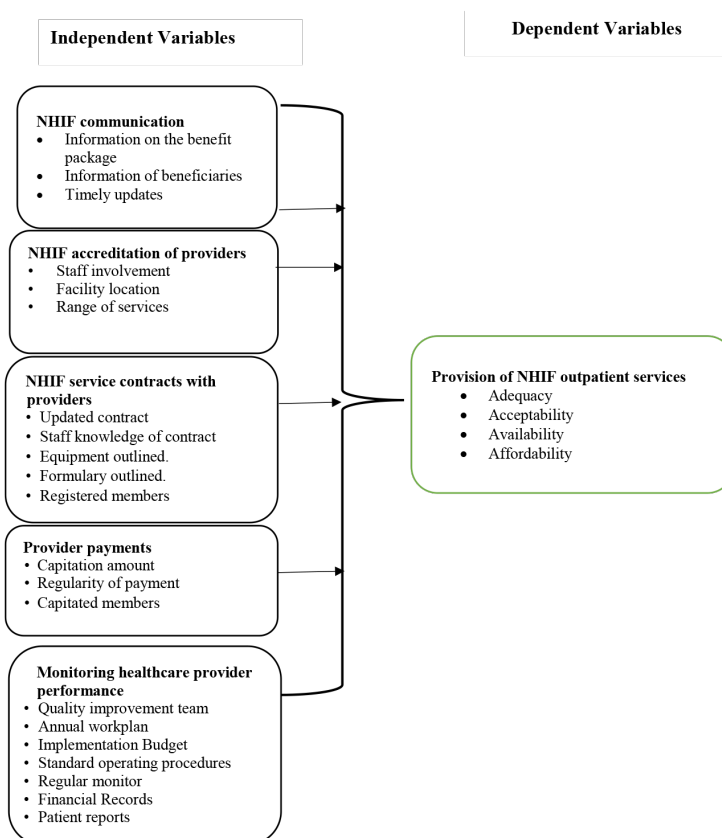 Independent Variables
Dependent Variables
NHIF communication
• Information on the benefit
package
• Information of beneficiaries
• Timely updates
NHIF accreditation of providers
• Staff involvement
• Facility location
• Range of services
NHIF service contracts with
providers
• Updated contract
• Staff knowledge of contract
• Equipment outlined.
• Formulary outlined.
• Registered members
Provider payments
• Capitation amount
• Regularity of payment
• Capitated members
Monitoring healthcare provider
performance
• Quality improvement team
• Annual workplan
• Implementation Budget
• Standard operating procedures
• Regular monitor
• Financial Records
• Patient reports
Provision of NHIF outpatient services
• Adequacy
• Acceptability
• Availability
• Affordability